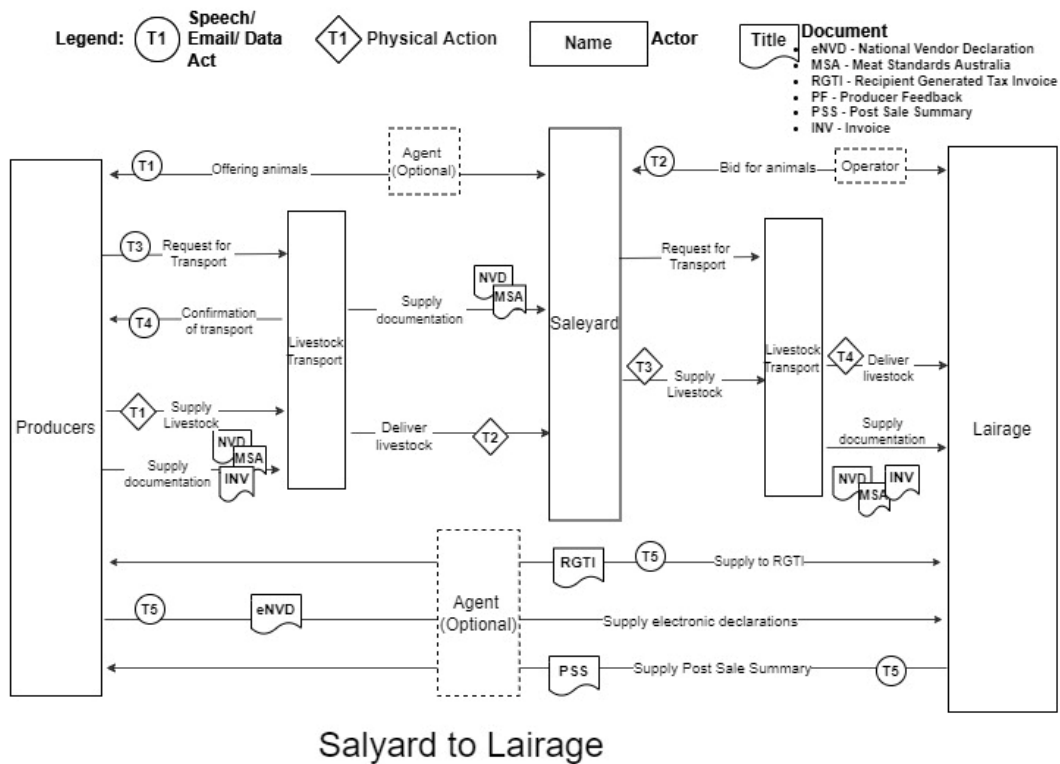 Legend:
T1
Speech/
Email/ Data
Act
T1
Physical Action
Name
Actor
Title
Document
• eNVD - National Vendor Declaration
• MSA - Meat Standards Australia
• RGTI - Recipient Generated Tax Invoice
• PF - Producer Feedback
• PSS - Post Sale Summary
• INV - Invoice
T1
Offering animals
Agent
(Optional)
T2
Bid for animals
Operator
T3
Request for
Transport
Request for
Transport
NVD
MSA
T4
Confirmation
of transport
Supply
documentation
Saleyard
Livestock
Transport
Livestock
Transport
T3
Supply
Livestock
T4
Deliver
livestock
Producers
T1
Supply
Livestock
Deliver
livestock
T2
Lairage
Supply
documentation
NVD
MSA
INV
Supply
documentation
NVD
MSA
INV
RGTI
T5
Supply to RGTI
T5
eNVD
Agent
(Optional)
Supply electronic declarations
PSS
Supply Post Sale Summary
T5
Salyard to Lairage